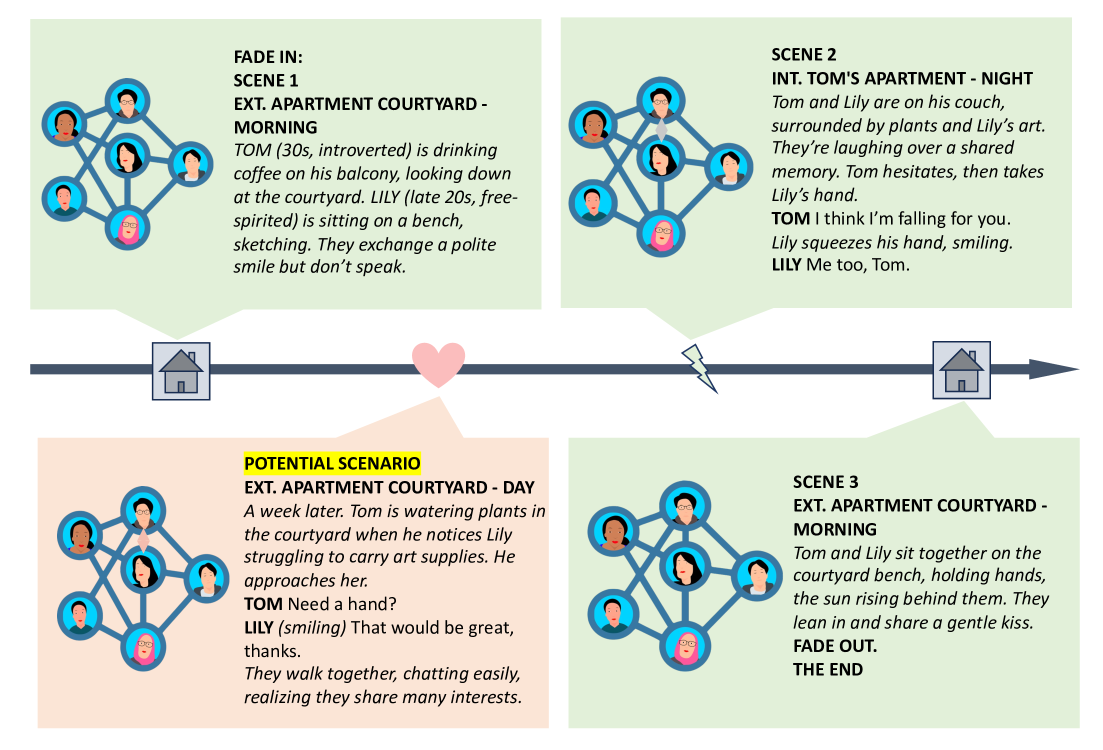 FADE IN:
SCENE 1
EXT. APARTMENT COURTYARD -
MORNING
TOM (30s, introverted) is drinking
coffee on his balcony, looking down
at the courtyard. LILY (late 20s, free-
spirited) is sitting on a bench,
sketching. They exchange a polite
smile but don’t speak.
SCENE 2
INT. TOM'S APARTMENT - NIGHT
Tom and Lily are on his couch,
surrounded by plants and Lily’s art.
They’re laughing over a shared
memory. Tom hesitates, then takes
Lily’s hand.
TOM I think I’m falling for you.
Lily squeezes his hand, smiling.
LILY Me too, Tom.
POTENTIAL SCENARIO
EXT. APARTMENT COURTYARD - DAY
A week later. Tom is watering plants in
the courtyard when he notices Lily
struggling to carry art supplies. He
approaches her.
TOM Need a hand?
LILY (smiling) That would be great,
thanks.
They walk together, chatting easily,
realizing they share many interests.
SCENE 3
EXT. APARTMENT COURTYARD -
MORNING
Tom and Lily sit together on the
courtyard bench, holding hands,
the sun rising behind them. They
lean in and share a gentle kiss.
FADE OUT.
THE END